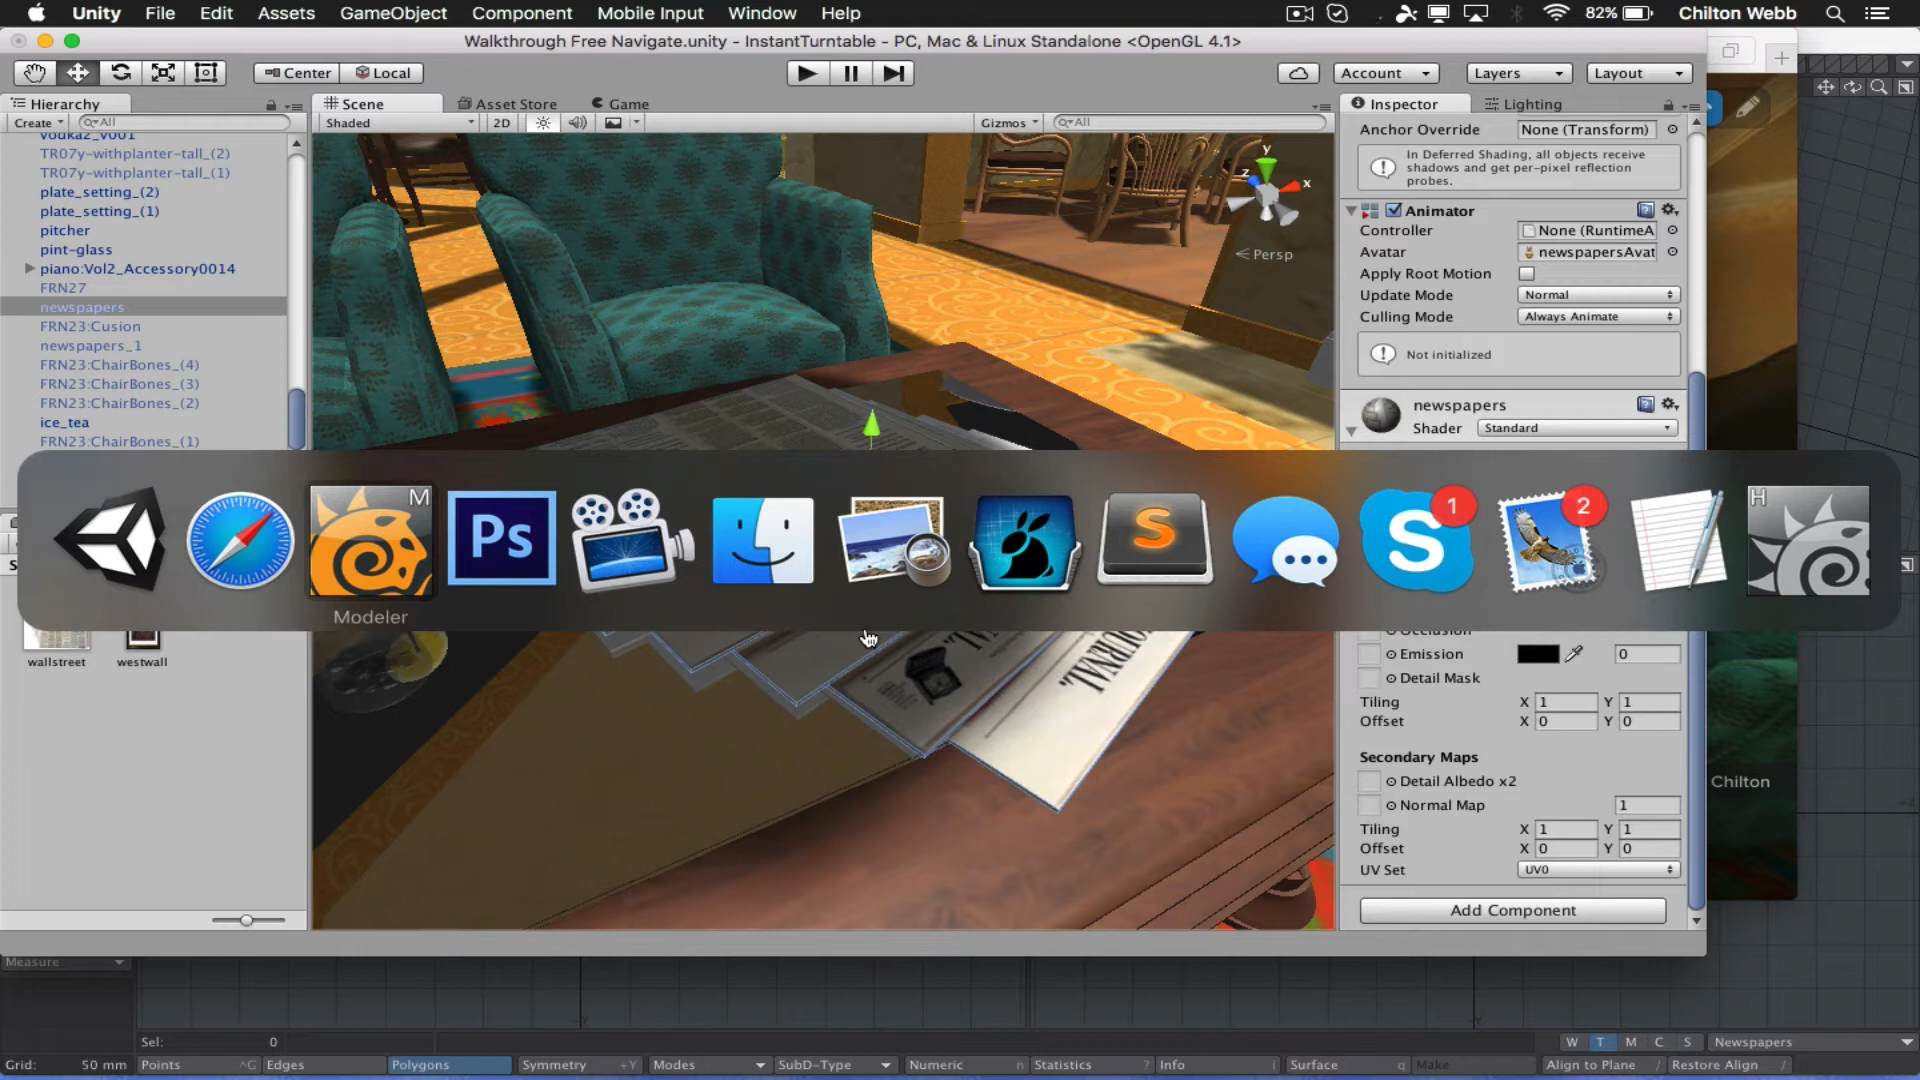 Unity File Edit Assets GameObject Component Mobile Input Window Help 82% Chilton Webb
Walkthrough Free Navigate.unity - InstantTurntable - PC, Mac & Linux Standalone <OpenGL 4.1>
Center Local Account Layers Layout
Hierarchy Scene Asset Store Game Inspector Lighting
Create All Shaded 2D Gizmos All
Anchor Override None (Transform)
vodka2_v001
TR07y-withplanter-tall_(2)
TR07y-withplanter-tall_(1)
plate_setting_(2)
plate_setting_(1)
pitcher
pint-glass
piano:Vol2_Accessory0014
FRN27
newspapers
FRN23:Cusion
newspapers_1
FRN23:ChairBones_(4)
FRN23:ChairBones_(3)
FRN23:ChairBones_(2)
ice_tea
FRN23:ChairBones_(1)
y
z
x
Persp
In Deferred Shading, all objects receive
shadows and get per-pixel reflection
probes.
Animator
Controller None (RuntimeA
Avatar newspapersAvat
Apply Root Motion
Update Mode Normal
Culling Mode Always Animate
Not initialized
newspapers
Shader Standard
M
Ps
S
S
1
2
H
Modeler
wallstreet westwall
JOURNAL.
Occlusion
Emission 0
Detail Mask
Tiling X 1 Y 1
Offset X 0 Y 0
Secondary Maps
Detail Albedo x2
Normal Map 1
Tiling X 1 Y 1
Offset X 0 Y 0
UV Set UV0
Add Component
Chilton
Measure
Sel: 0 W T M C S Newspapers
Grid: 50 mm Points ^G Edges Polygons Symmetry +Y Modes SubD-Type Numeric n Statistics ? Info i Surface q Make Align to Plane / Restore Align /